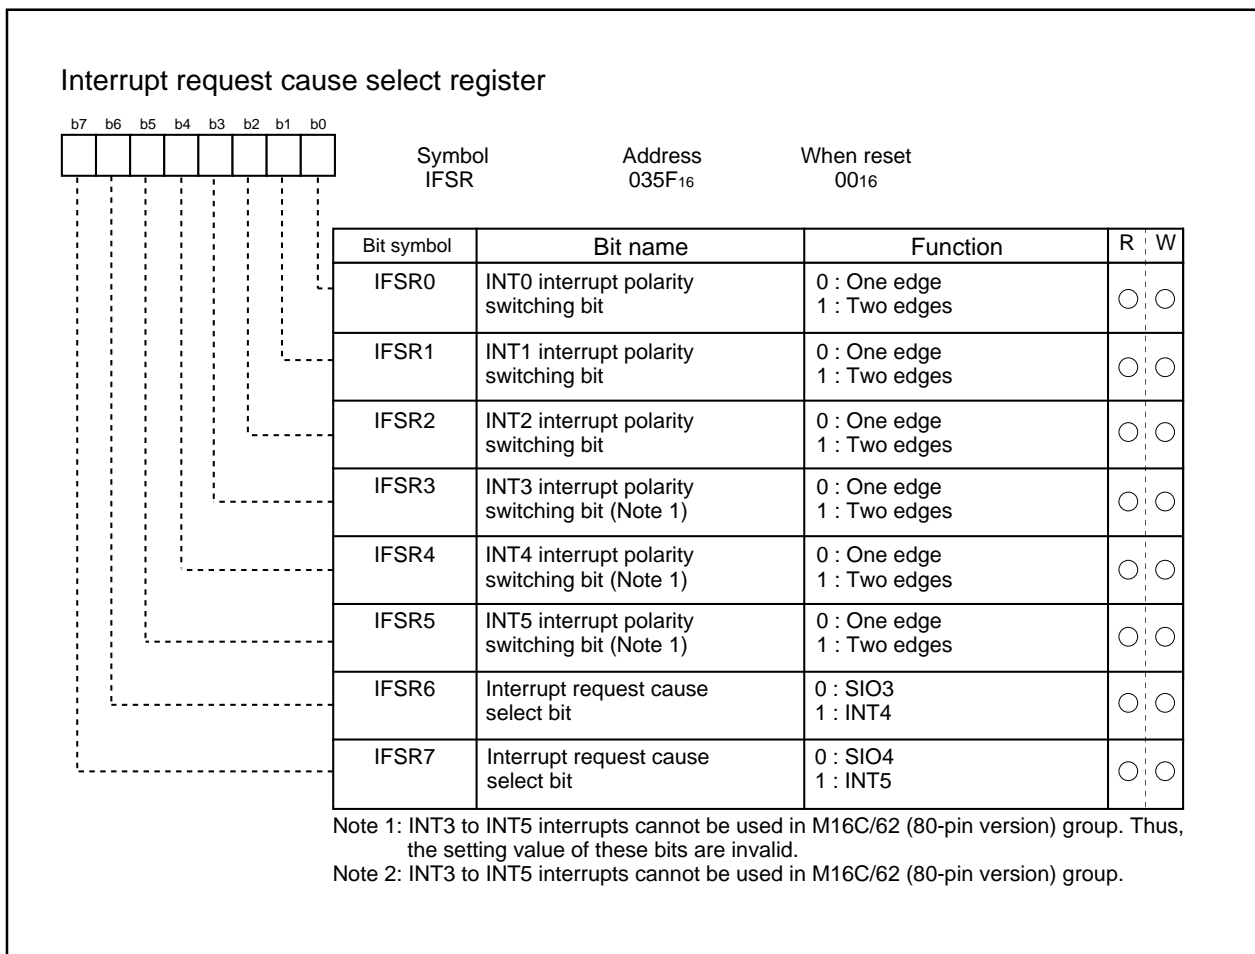 Interrupt request cause select register
b7 b6 b5 b4 b3 b2 b1 b0
Symbol Address When reset
IFSR 035F16 0016
Bit symbol Bit name Function R W
IFSR0 INT0 interrupt polarity 0 : One edge
switching bit 1 : Two edges
IFSR1 INT1 interrupt polarity 0 : One edge
switching bit 1 : Two edges
IFSR2 INT2 interrupt polarity 0 : One edge
switching bit 1 : Two edges
IFSR3 INT3 interrupt polarity 0 : One edge
switching bit (Note 1) 1 : Two edges
IFSR4 INT4 interrupt polarity 0 : One edge
switching bit (Note 1) 1 : Two edges
IFSR5 INT5 interrupt polarity 0 : One edge
switching bit (Note 1) 1 : Two edges
IFSR6 Interrupt request cause 0 : SIO3
select bit 1 : INT4
IFSR7 Interrupt request cause 0 : SIO4
select bit 1 : INT5
Note 1: INT3 to INT5 interrupts cannot be used in M16C/62 (80-pin version) group. Thus,
the setting value of these bits are invalid.
Note 2: INT3 to INT5 interrupts cannot be used in M16C/62 (80-pin version) group.